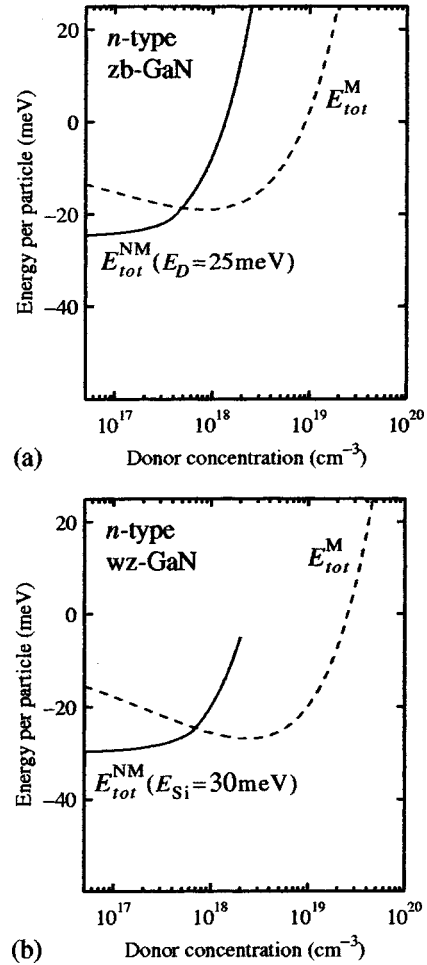 20
n-type
zb-GaN
E_tot^M
0
-20
E_tot^NM (E_D=25meV)
-40
Energy per particle (meV)
10^17 10^18 10^19 10^20
(a) Donor concentration (cm^-3)
20
n-type
wz-GaN
E_tot^M
0
-20
E_tot^NM (E_Si=30meV)
-40
Energy per particle (meV)
10^17 10^18 10^19 10^20
(b) Donor concentration (cm^-3)